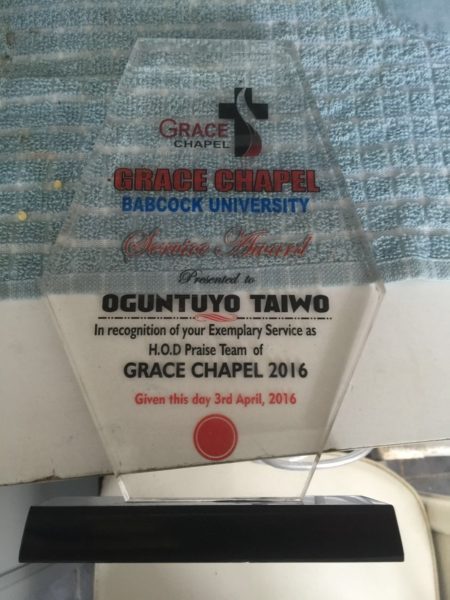 GRACE
CHAPEL
GRACE CHAPEL
BABCOCK UNIVERSITY
Service Award
Presented to
OGUNTUYO TAIWO
In recognition of your Exemplary Service as
H.O.D Praise Team of
GRACE CHAPEL 2016
Given this day 3rd April, 2016